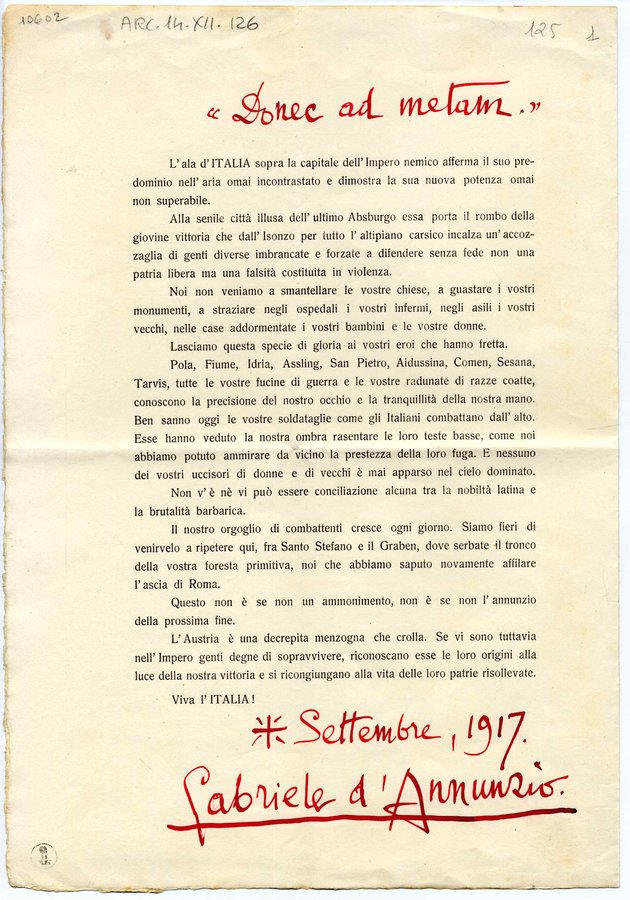 10602
ARC. 14-XII. 126
125 1
« Donec ad metam. »
L'ala d'ITALIA sopra la capitale dell'Impero nemico afferma il suo pre-
dominio nell'aria omai incontrastato e dimostra la sua nuova potenza omai
non superabile.
Alla senile città illusa dell'ultimo Absburgo essa porta il rombo della
giovine vittoria che dall'Isonzo per tutto l'altipiano carsico incalza un'accoz-
zaglia di genti diverse imbrancate e forzate a difendere senza fede non una
patria libera ma una falsità costituita in violenza.
Noi non veniamo a smantellare le vostre chiese, a guastare i vostri
monumenti, a straziare negli ospedali i vostri infermi, negli asili i vostri
vecchi, nelle case addormentate i vostri bambini e le vostre donne.
Lasciamo questa specie di gloria ai vostri eroi che hanno fretta.
Pola, Fiume, Idria, Assling, San Pietro, Aidussina, Comen, Sesana,
Tarvis, tutte le vostre fucine di guerra e le vostre radunate di razze coatte,
conoscono la precisione del nostro occhio e la tranquillità della nostra mano.
Ben sanno oggi le vostre soldataglie come gli Italiani combattano dall'alto.
Esse hanno veduto la nostra ombra rasentare le loro teste basse, come noi
abbiamo potuto ammirare da vicino la prestezza della loro fuga. E nessuno
dei vostri uccisori di donne e di vecchi è mai apparso nel cielo dominato.
Non v'è nè vi può essere conciliazione alcuna tra la nobiltà latina e
la brutalità barbarica.
Il nostro orgoglio di combattenti cresce ogni giorno. Siamo fieri di
venirvelo a ripetere qui, fra Santo Stefano e il Graben, dove serbate il tronco
della vostra foresta primitiva, noi che abbiamo saputo novamente affilare
l'ascia di Roma.
Questo non è se non un ammonimento, non è se non l'annunzio
della prossima fine.
L'Austria è una decrepita menzogna che crolla. Se vi sono tuttavia
nell'Impero genti degne di sopravvivere, riconoscano esse le loro origini alla
luce della nostra vittoria e si ricongiungano alla vita delle loro patrie risollevate.
Viva l'ITALIA!
Settembre, 1917.
Gabriele d'Annunzio.